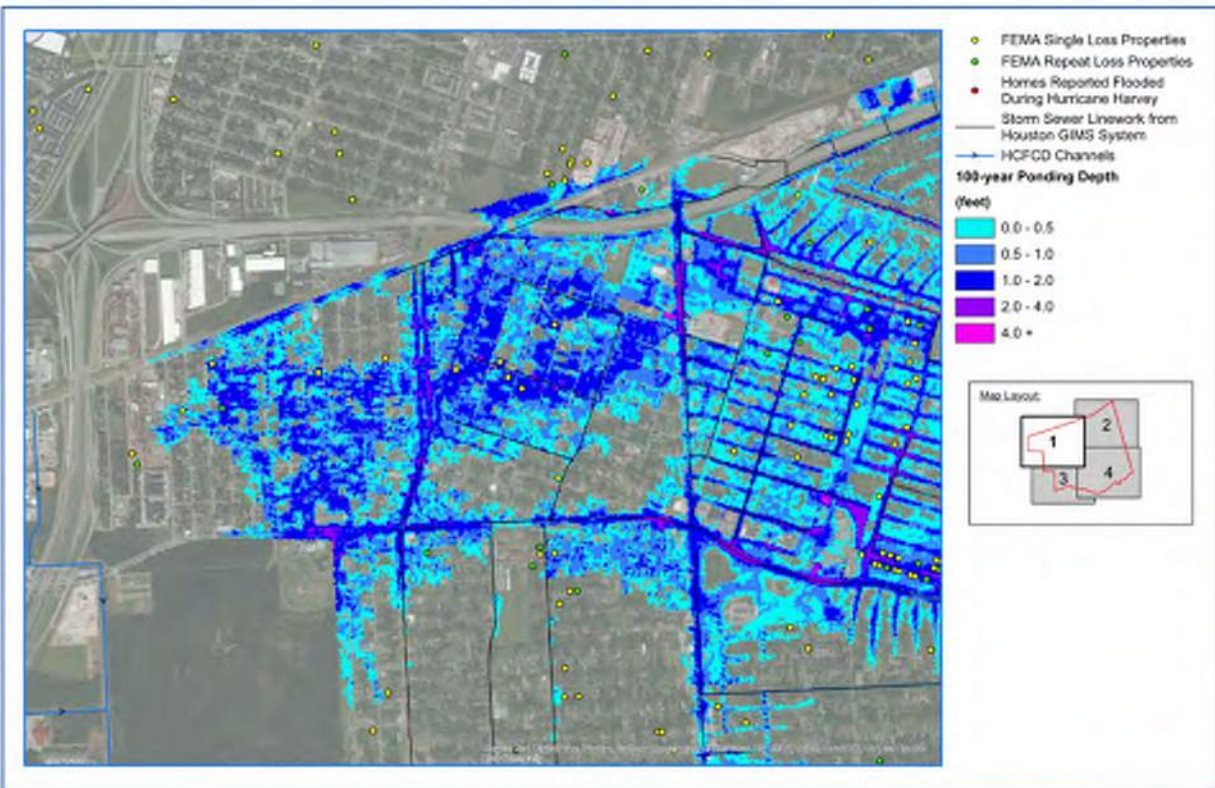 FEMA Single Loss Properties
FEMA Repeat Loss Properties
Homes Reported Flooded
During Hurricane Harvey
Storm Sewer Linework from
Houston GIMS System
HCFCD Channels
100-year Ponding Depth
(feet)
0.0 - 0.5
0.5 - 1.0
1.0 - 2.0
2.0 - 4.0
4.0 +
Map Layout:
1
2
3
4